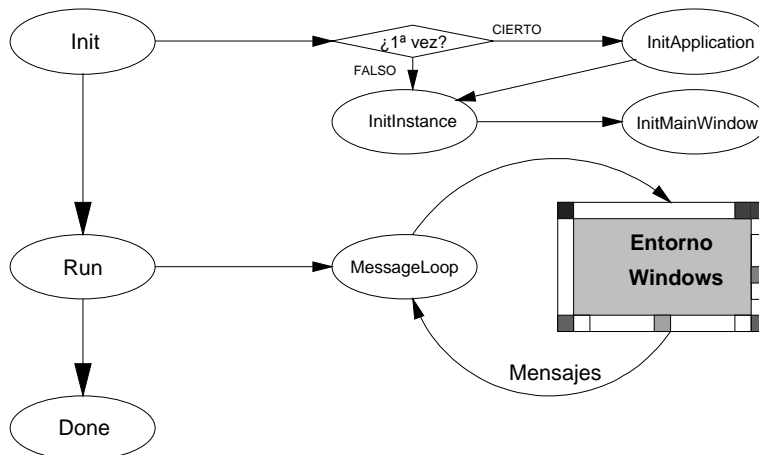 Init
¿1ª vez?
CIERTO
InitApplication
FALSO
InitInstance
InitMainWindow
Run
MessageLoop
Entorno
Windows
Mensajes
Done